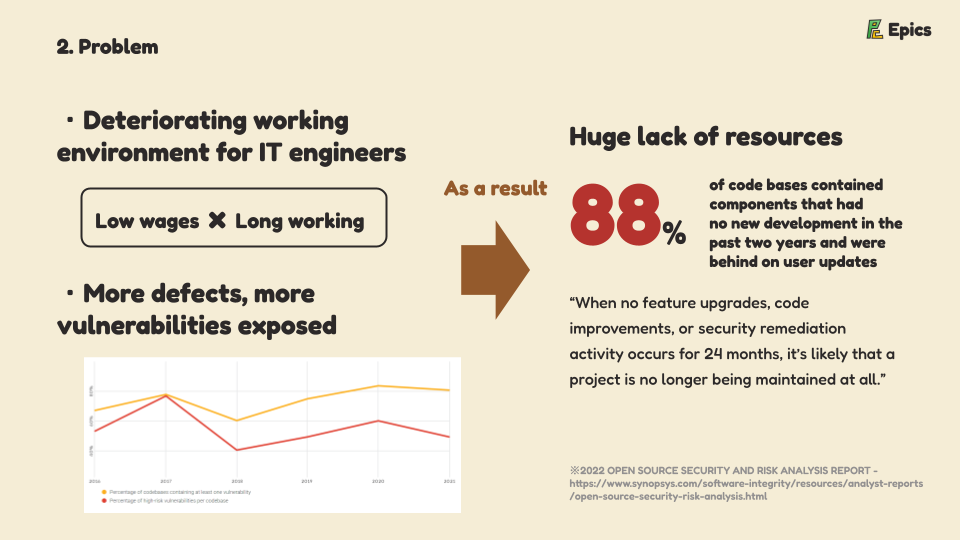 Epics
2. Problem
· Deteriorating working
environment for IT engineers
Low wages ✖ Long working
· More defects, more
vulnerabilities exposed
80%
60%
40%
2016 2017 2018 2019 2020 2021
Percentage of codebases containing at least one vulnerability
Percentage of high-risk vulnerabilities per codebase
As a result
Huge lack of resources
88%
of code bases contained
components that had
no new development in the
past two years and were
behind on user updates
“When no feature upgrades, code
improvements, or security remediation
activity occurs for 24 months, it’s likely that a
project is no longer being maintained at all.”
※2022 OPEN SOURCE SECURITY AND RISK ANALYSIS REPORT -
https://www.synopsys.com/software-integrity/resources/analyst-reports
/open-source-security-risk-analysis.html